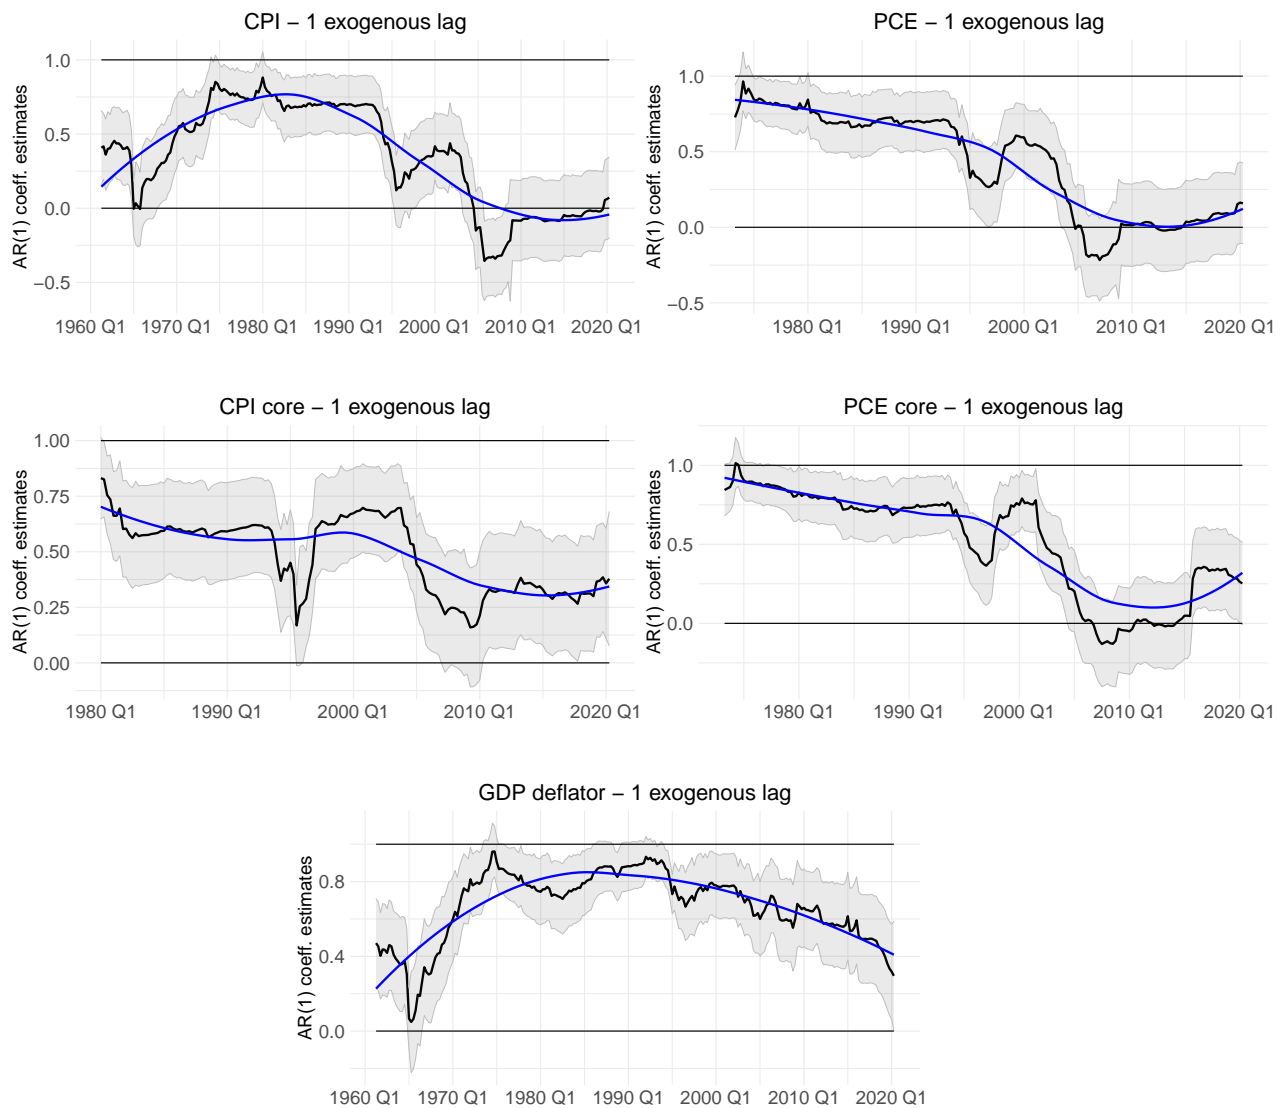 CPI − 1 exogenous lag
AR(1) coeff. estimates
1.0
0.5
0.0
−0.5
1960 Q1 1970 Q1 1980 Q1 1990 Q1 2000 Q1 2010 Q1 2020 Q1
PCE − 1 exogenous lag
AR(1) coeff. estimates
1.0
0.5
0.0
−0.5
1980 Q1 1990 Q1 2000 Q1 2010 Q1 2020 Q1
CPI core − 1 exogenous lag
AR(1) coeff. estimates
1.00
0.75
0.50
0.25
0.00
1980 Q1 1990 Q1 2000 Q1 2010 Q1 2020 Q1
PCE core − 1 exogenous lag
AR(1) coeff. estimates
1.0
0.5
0.0
1980 Q1 1990 Q1 2000 Q1 2010 Q1 2020 Q1
GDP deflator − 1 exogenous lag
AR(1) coeff. estimates
0.8
0.4
0.0
1960 Q1 1970 Q1 1980 Q1 1990 Q1 2000 Q1 2010 Q1 2020 Q1